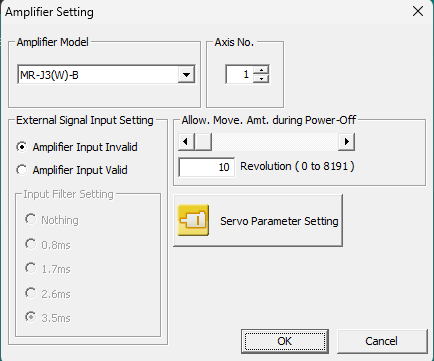 Amplifier Setting
Amplifier Model
MR-J3(W)-B
Axis No.
1
External Signal Input Setting
Amplifier Input Invalid
Amplifier Input Valid
Input Filter Setting
Nothing
0.8ms
1.7ms
2.6ms
3.5ms
Allow. Move. Amt. during Power-Off
10 Revolution ( 0 to 8191 )
Servo Parameter Setting
OK
Cancel